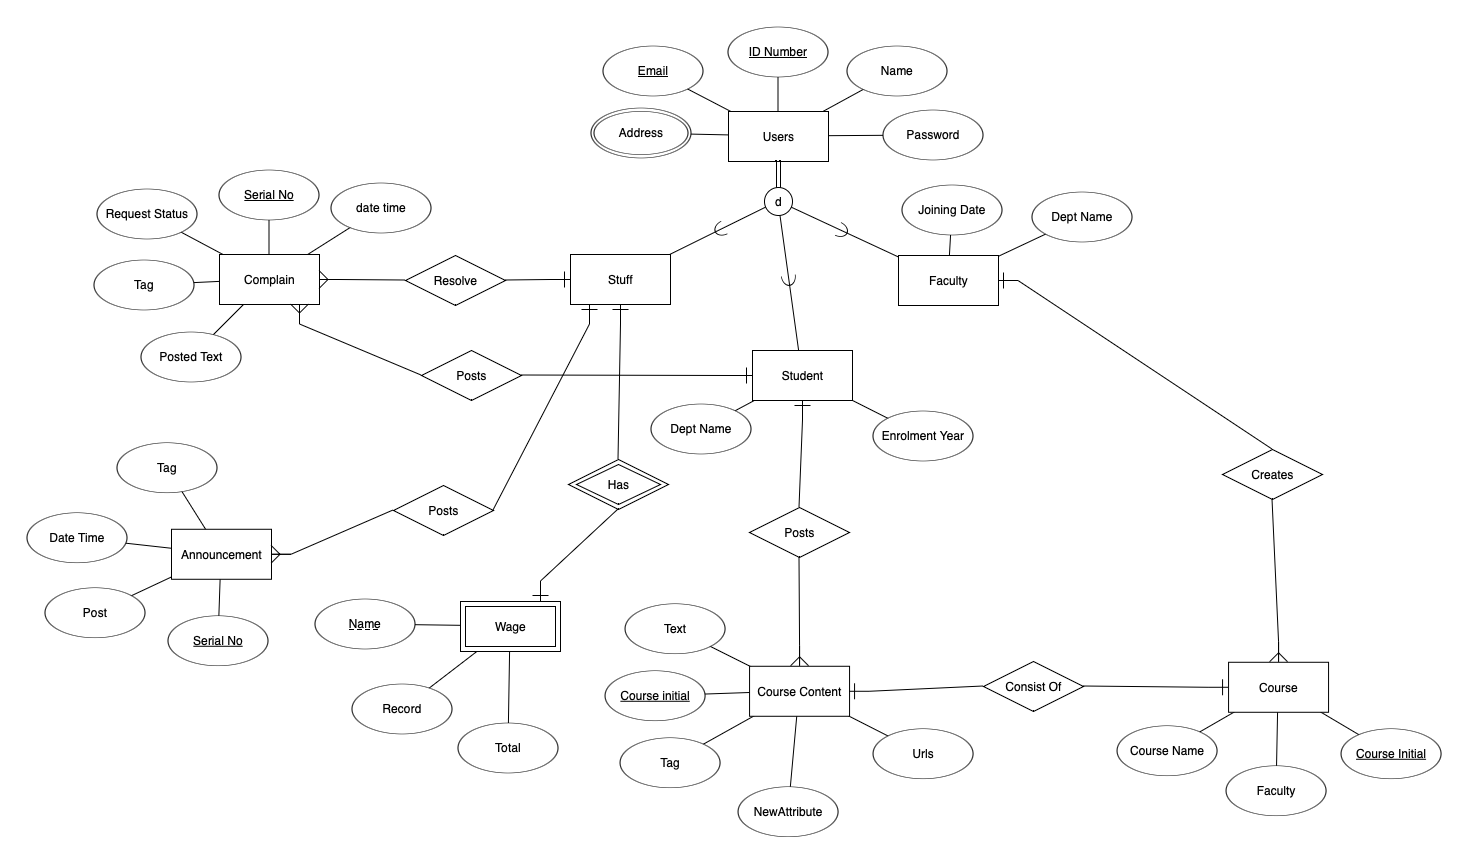 ID Number
Email
Name
Address
Users
Password
d
Serial No
date time
Request Status
Joining Date
Dept Name
Complain
Resolve
Stuff
Faculty
Tag
Posted Text
Posts
Student
Dept Name
Enrolment Year
Tag
Creates
Has
Posts
Date Time
Posts
Announcement
Post
Serial No
Name
Wage
Text
Record
Total
Course initial
Course Content
Consist Of
Course
Tag
Urls
NewAttribute
Course Name
Course Initial
Faculty